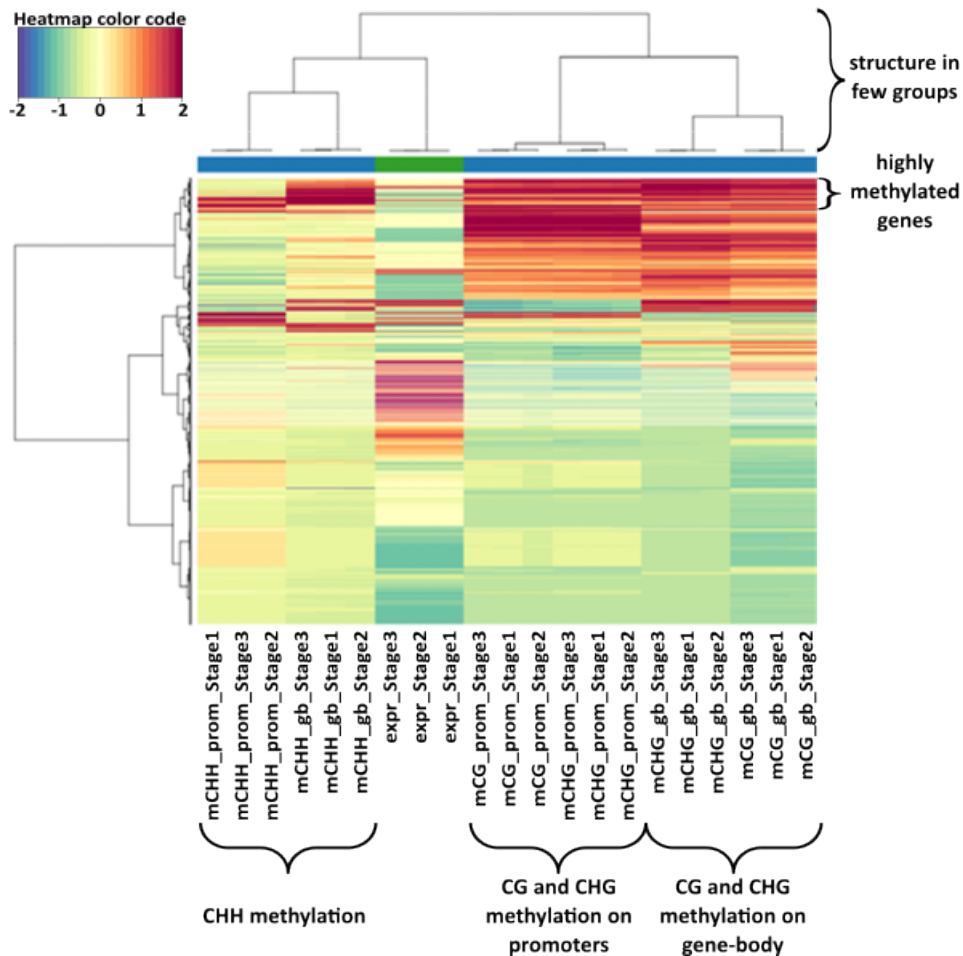 Heatmap color code
-2 -1 0 1 2
structure in
few groups
highly
methylated
genes
mCHH_prom_Stage1
mCHH_prom_Stage3
mCHH_prom_Stage2
mCHH_gb_Stage3
mCHH_gb_Stage1
mCHH_gb_Stage2
expr_Stage3
expr_Stage2
expr_Stage1
mCG_prom_Stage3
mCG_prom_Stage1
mCG_prom_Stage2
mCHG_prom_Stage3
mCHG_prom_Stage1
mCHG_prom_Stage2
mCHG_gb_Stage3
mCHG_gb_Stage1
mCHG_gb_Stage2
mCG_gb_Stage3
mCG_gb_Stage1
mCG_gb_Stage2
CHH methylation
CG and CHG
methylation on
promoters
CG and CHG
methylation on
gene-body